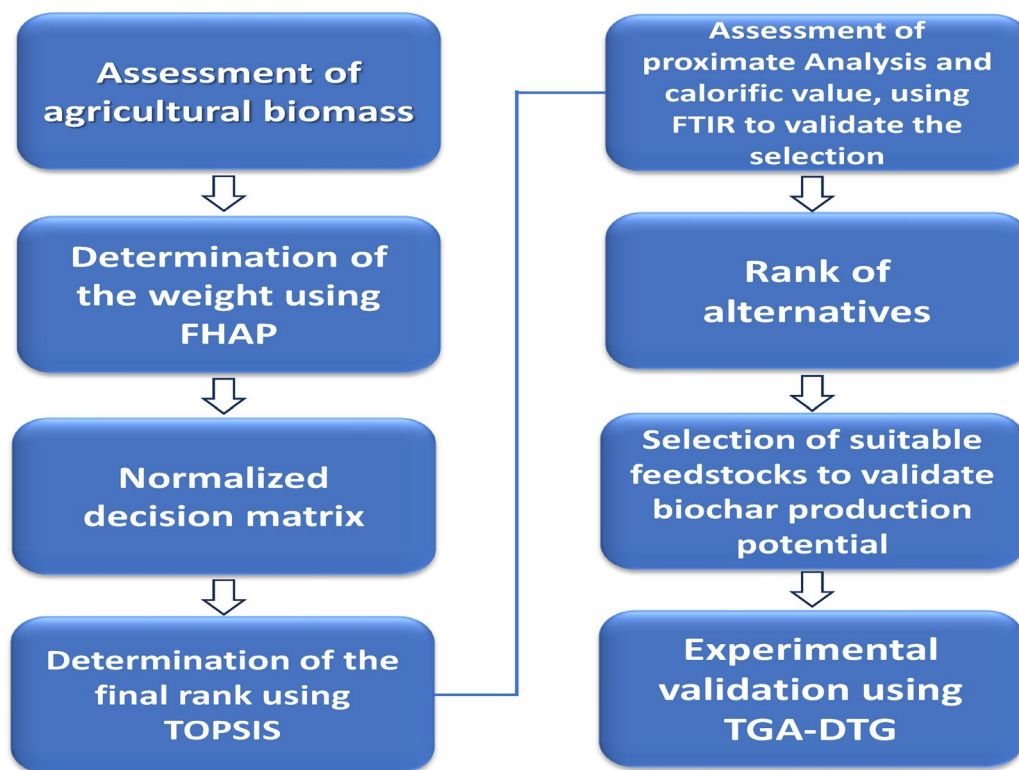 Assessment of
agricultural biomass
Determination of
the weight using
FHAP
Normalized
decision matrix
Determination of the
final rank using
TOPSIS
Assessment of
proximate Analysis and
calorific value, using
FTIR to validate the
selection
Rank of
alternatives
Selection of suitable
feedstocks to validate
biochar production
potential
Experimental
validation using
TGA-DTG